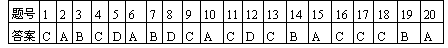 题号 1 2 3 4 5 6 7 8 9 10 11 12 13 14 15 16 17 18 19 20
答案 C A B C D A B D C A C D C B A C C C B A